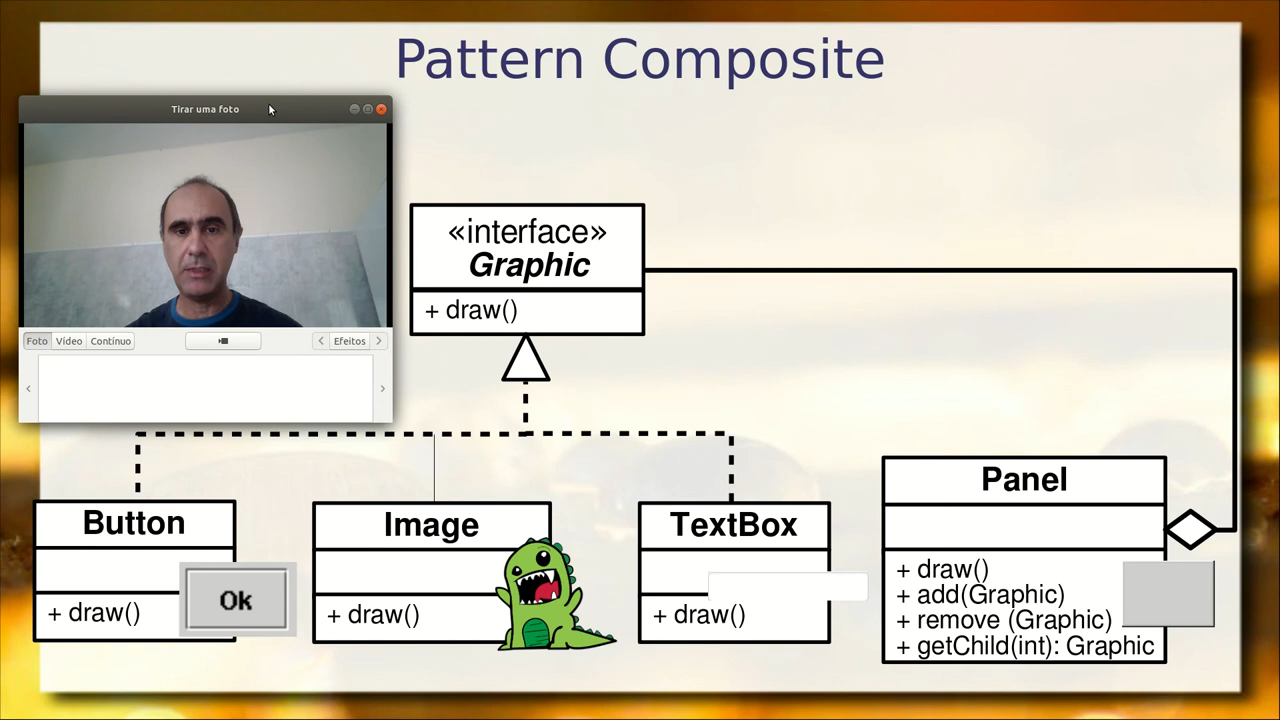 Pattern Composite
Tirar uma foto
Foto Vídeo Contínuo
Efeitos
«interface»
Graphic
+ draw()
Button
+ draw()
Ok
Image
+ draw()
TextBox
+ draw()
Panel
+ draw()
+ add(Graphic)
+ remove (Graphic)
+ getChild(int): Graphic